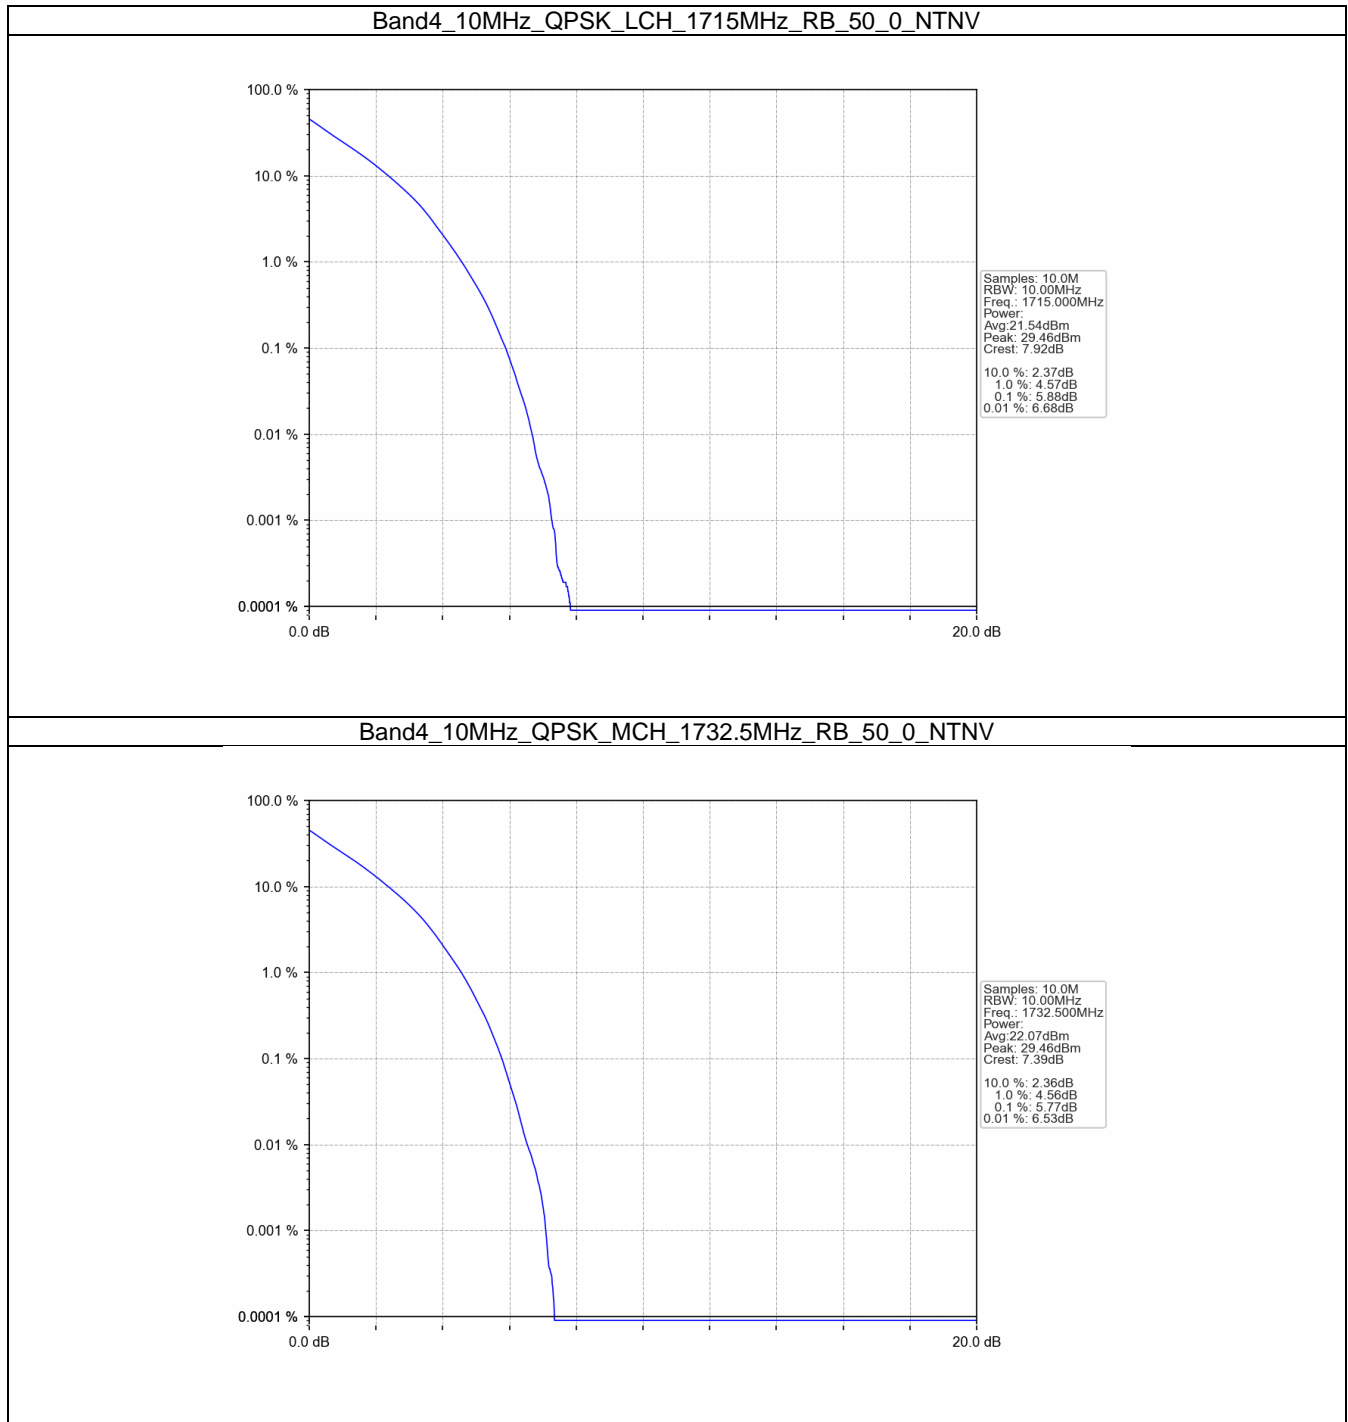 Band4_10MHz_QPSK_LCH_1715MHz_RB_50_0_NTNV
100.0 %
10.0 %
1.0 %
0.1 %
0.01 %
0.001 %
0.0001 %
0.0 dB
20.0 dB
Samples: 10.0M
RBW: 10.00MHz
Freq.: 1715.000MHz
Power:
Avg:21.54dBm
Peak: 29.46dBm
Crest: 7.92dB
10.0 %: 2.37dB
1.0 %: 4.57dB
0.1 %: 5.88dB
0.01 %: 6.68dB
Band4_10MHz_QPSK_MCH_1732.5MHz_RB_50_0_NTNV
100.0 %
10.0 %
1.0 %
0.1 %
0.01 %
0.001 %
0.0001 %
0.0 dB
20.0 dB
Samples: 10.0M
RBW: 10.00MHz
Freq.: 1732.500MHz
Power:
Avg:22.07dBm
Peak: 29.46dBm
Crest: 7.39dB
10.0 %: 2.36dB
1.0 %: 4.56dB
0.1 %: 5.77dB
0.01 %: 6.53dB